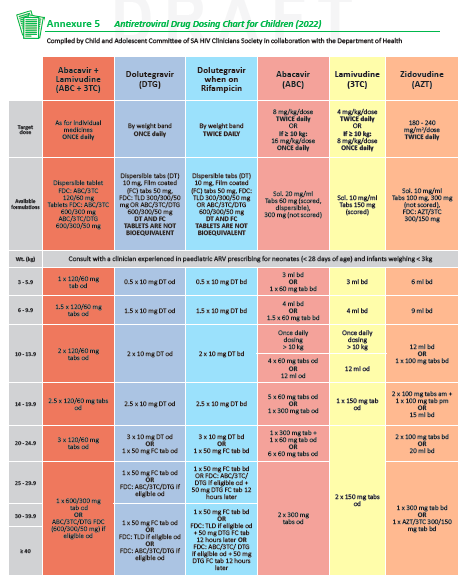 DRAFT
Annexure 5 Antiretroviral Drug Dosing Chart for Children (2022)
Compiled by Child and Adolescent Committee of SA HIV Clinicians Society in collaboration with the Department of Health
Abacavir +
Lamivudine
(ABC + 3TC)
Dolutegravir
(DTG)
Dolutegravir
when on
Rifampicin
Abacavir
(ABC)
Lamivudine
(3TC)
Zidovudine
(AZT)
Target
dose
As for individual
medicines
ONCE daily
By weight band
ONCE daily
By weight band
TWICE DAILY
8 mg/kg/dose
TWICE daily
OR
If ≥ 10 kg:
16 mg/kg/dose
ONCE daily
4 mg/kg/dose
TWICE daily
OR
If ≥ 10 kg:
8 mg/kg/dose
ONCE daily
180 - 240
mg/m²/dose
TWICE daily
Available
formulations
Dispersible tablet
FDC: ABC/3TC
120/60 mg
Tablets FDC: ABC/3TC
600/300 mg
ABC/3TC/DTG
600/300/50 mg
Dispersible tabs (DT)
10 mg, Film coated
(FC) tabs 50 mg,
FDC: TLD 300/300/50
mg OR ABC/3TC/DTG
600/300/50 mg
DT AND FC
TABLETS ARE NOT
BIOEQUIVALENT
Dispersible tabs (DT)
10 mg, Film coated
(FC) tabs 50 mg, FDC:
TLD 300/300/50 mg
OR ABC/3TC/DTG
600/300/50 mg
DT AND FC
TABLETS ARE NOT
BIOEQUIVALENT
Sol. 20 mg/ml
Tabs 60 mg (scored,
dispersible),
300 mg (not scored)
Sol. 10 mg/ml
Tabs 150 mg
(scored)
Sol. 10 mg/ml
Tabs 100 mg, 300 mg
(not scored),
FDC: AZT/3TC
300/150 mg
Wt. (kg)
Consult with a clinician experienced in paediatric ARV prescribing for neonates (< 28 days of age) and infants weighing < 3kg
3 - 5.9
1 x 120/60 mg
tab od
0.5 x 10 mg DT od
0.5 x 10 mg DT bd
3 ml bd
OR
1 x 60 mg tab bd
3 ml bd
6 ml bd
6 - 9.9
1.5 x 120/60 mg
tabs od
1.5 x 10 mg DT od
1.5 x 10 mg DT bd
4 ml bd
OR
1.5 x 60 mg tab bd
4 ml bd
9 ml bd
10 - 13.9
2 x 120/60 mg
tabs od
2 x 10 mg DT od
2 x 10 mg DT bd
Once daily
dosing
> 10 kg
4 x 60 mg tabs od
OR
12 ml od
Once daily
dosing
> 10 kg
12 ml od
12 ml bd
OR
1 x 100 mg tabs bd
14 - 19.9
2.5 x 120/60 mg tabs
od
2.5 x 10 mg DT od
2.5 x 10 mg DT bd
5 x 60 mg tabs od
OR
1 x 300 mg tab od
1 x 150 mg tab
od
2 x 100 mg tabs am +
1 x 100 mg tab pm
OR
15 ml bd
20 - 24.9
3 x 120/60 mg
tabs od
3 x 10 mg DT od
OR
1 x 50 mg FC tab od
3 x 10 mg DT bd
OR
1 x 50 mg FC tab bd
1 x 300 mg tab +
1 x 60 mg tab od
OR
6 x 60 mg tabs od
2 x 100 mg tabs bd
OR
20 ml bd
25 - 29.9
1 x 600/300 mg
tab od
OR
ABC/3TC/DTG FDC
(600/300/50 mg) if
eligible od
1 x 50 mg FC tab od
OR
FDC: ABC/3TC/DTG if
eligible od
1 x 50 mg FC tab bd
OR FDC: ABC/3TC/
DTG if eligible od +
50 mg DTG FC tab 12
hours later
2 x 300 mg
tabs od
2 x 150 mg tabs
od
1 x 300 mg tab bd
OR
1 x AZT/3TC 300/150
mg tab bd
30 - 39.9
1 x 50 mg FC tab od
OR
FDC: TLD if eligible od
OR
FDC: ABC/3TC/DTG if
eligible od
1 x 50 mg FC tab bd
OR
FDC: TLD if eligible od
+ 50 mg DTG FC tab
12 hours later OR
FDC: ABC/3TC/ DTG
if eligible od + 50 mg
DTG FC tab 12 hours
later
≥ 40